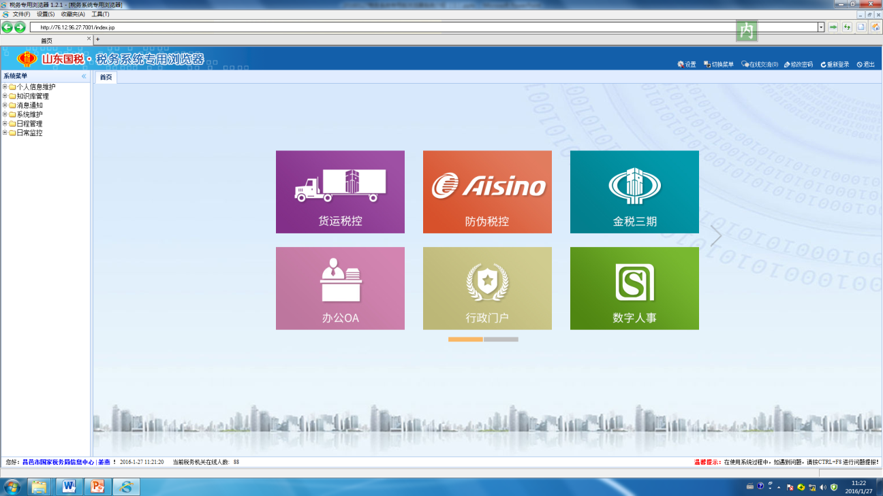 税务专用浏览器 1.2.1 - [税务系统专用浏览器]
文件(F) 设置(S) 收藏夹(A) 工具(T)
http://76.12.96.27:7001/index.jsp
内
首页
山东国税 · 税务系统专用浏览器
设置 切换菜单 在线交流(0) 修改密码 重新登录 退出
系统菜单
首页
个人信息维护
知识库管理
消息通知
系统维护
日程管理
日常监控
货运税控
Aisino
防伪税控
金税三期
办公OA
行政门户
数字人事
您好: 昌邑市国家税务局信息中心 ! 2016-1-27 11:21:20 当前税务机关在线人数:
温馨提示: 在使用系统过程中,如遇到问题,请按CTRL+F8进行问题提报!
11:22
2016/1/27